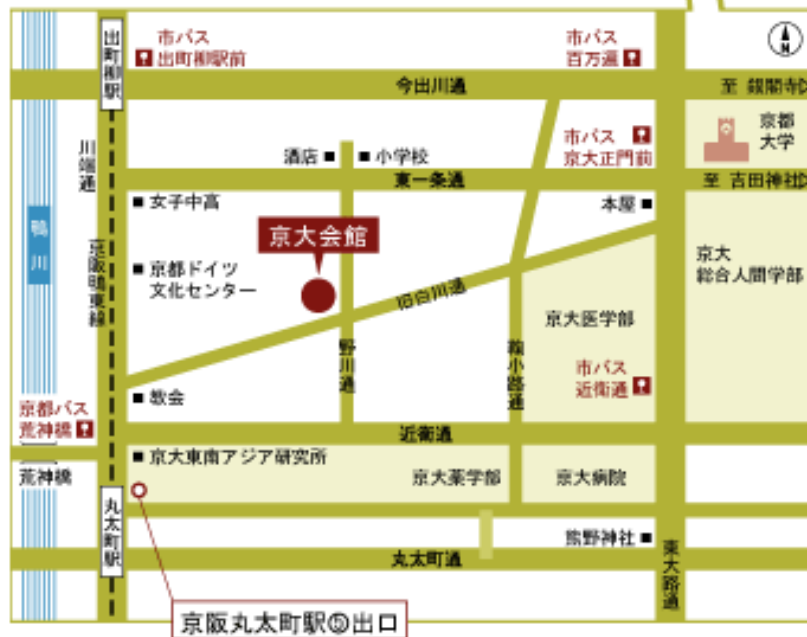 出町柳駅
市バス
出町柳駅前
市バス
百万遍
N
今出川通
至 銀閣寺
川端通
酒店
小学校
市バス
京大正門前
京都
大学
東一条通
至 吉田神社
女子中高
本屋
鴨川
京大会館
京阪鴨東線
京都ドイツ
文化センター
旧白川通
京大
総合人間学部
京大医学部
野川通
鞠小路通
市バス
近衛通
教会
京都バス
荒神橋
近衛通
荒神橋
京大東南アジア研究所
京大薬学部
京大病院
丸太町駅
熊野神社
丸太町通
東大路通
京阪丸太町駅⑤出口